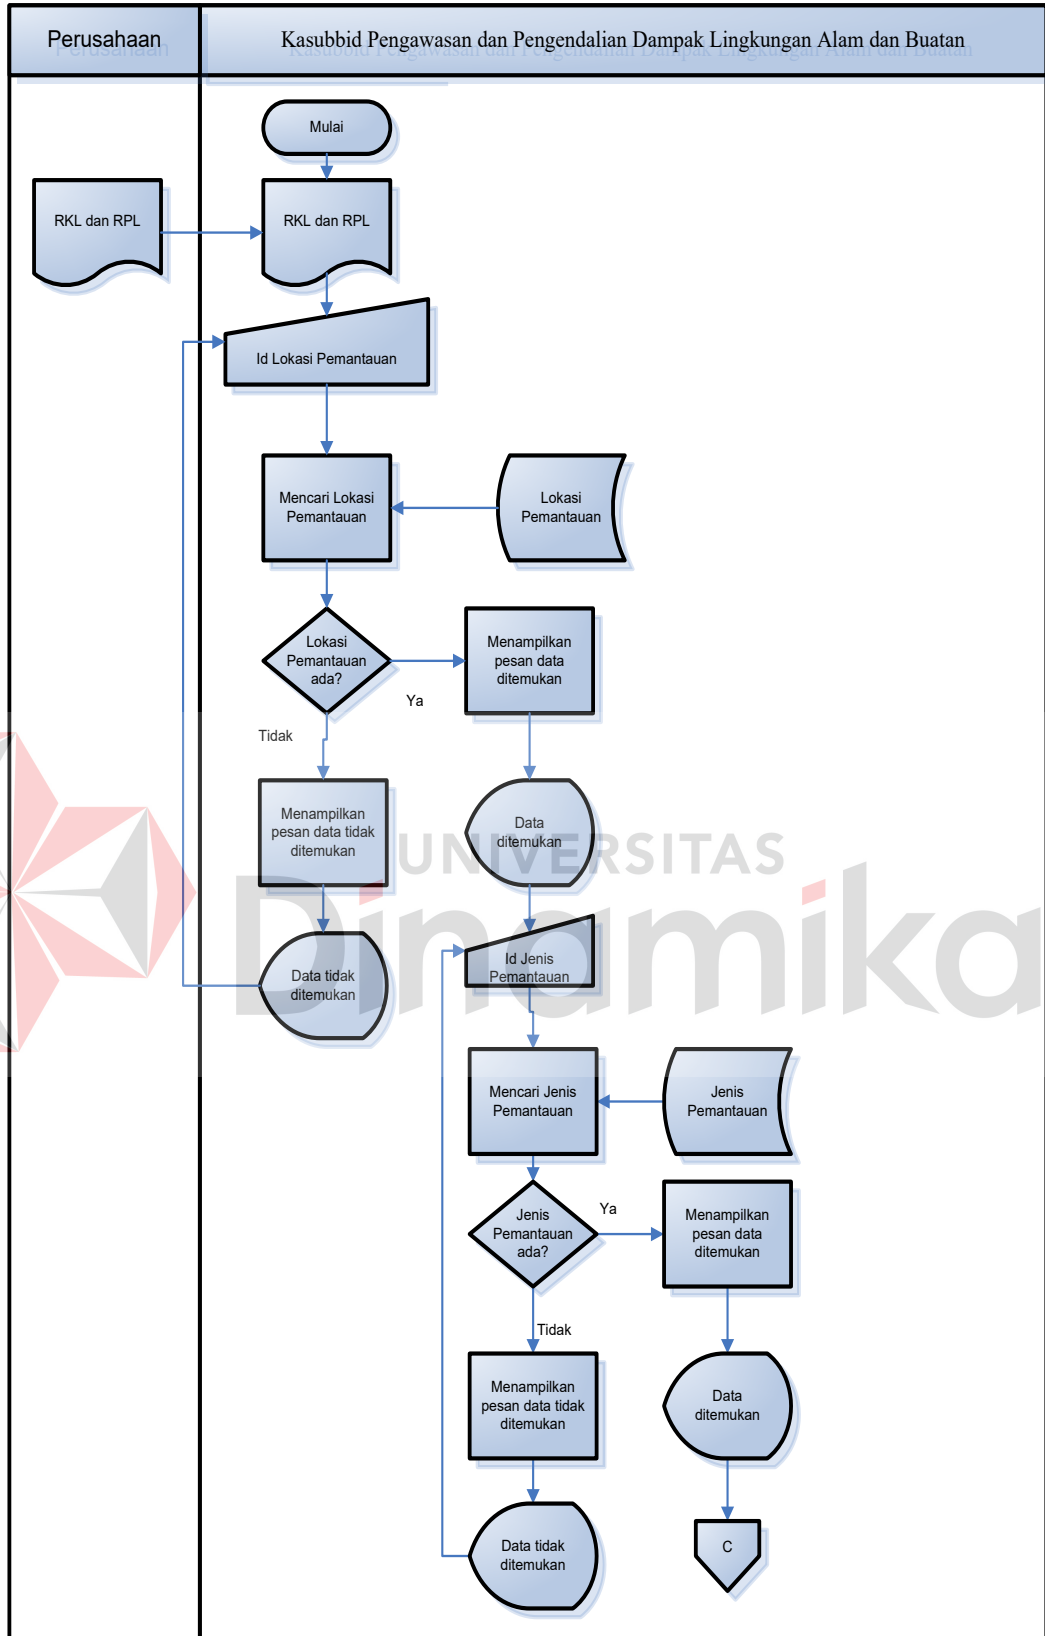 Perusahaan
Kasubbid Pengawasan dan Pengendalian Dampak Lingkungan Alam dan Buatan
Mulai
RKL dan RPL
RKL dan RPL
Id Lokasi Pemantauan
Mencari Lokasi
Pemantauan
Lokasi
Pemantauan
Lokasi
Pemantauan
ada?
Ya
Menampilkan
pesan data
ditemukan
Tidak
Menampilkan
pesan data tidak
ditemukan
Data
ditemukan
UNIVERSITAS
Dinamika
Data tidak
ditemukan
Id Jenis
Pemantauan
Mencari Jenis
Pemantauan
Jenis
Pemantauan
Jenis
Pemantauan
ada?
Ya
Menampilkan
pesan data
ditemukan
Tidak
Menampilkan
pesan data tidak
ditemukan
Data
ditemukan
Data tidak
ditemukan
C